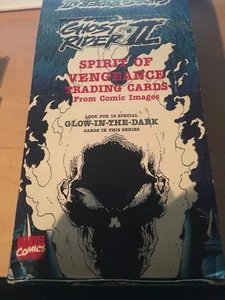 GHOST
RIDER II
SPIRIT OF
VENGEANCE
TRADING CARDS
From Comic Images
LOOK FOR 10 SPECIAL
GLOW-IN-THE-DARK
CARDS IN THIS SERIES
MARVEL
COMICS